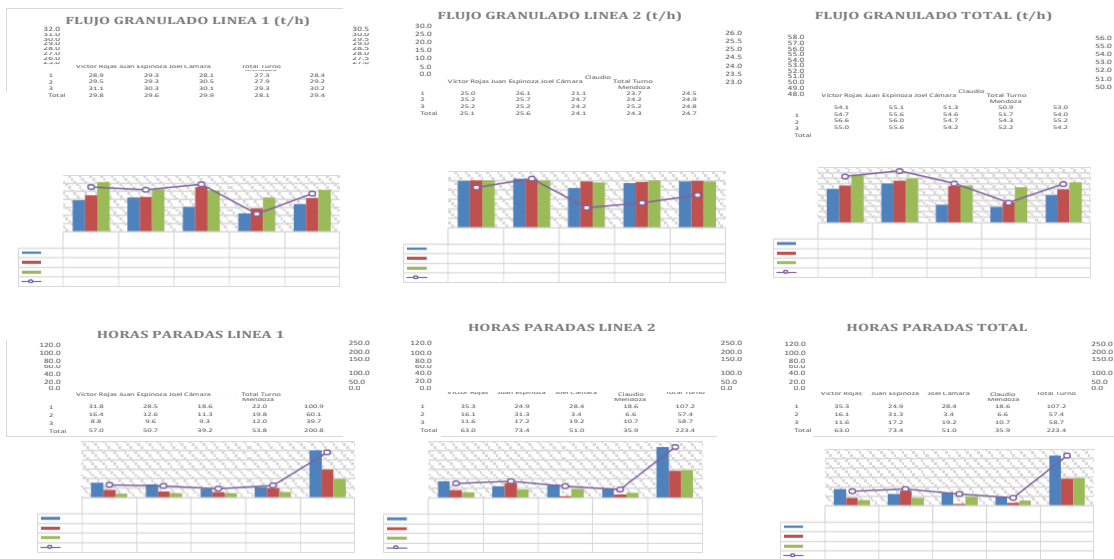 FLUJO GRANULADO LINEA 1 (t/h)
32.0
30.5
Víctor Rojas Juan Espinoza Joel Cámara Total Turno
1 28.9 29.3 28.1 27.3 28.4
2 29.5 29.3 30.5 27.9 29.2
3 31.1 30.3 30.1 29.3 30.2
Total 29.8 29.6 29.9 28.1 29.4
FLUJO GRANULADO LINEA 2 (t/h)
30.0
25.0
20.0
15.0
10.0
5.0
0.0
26.0
25.5
25.0
24.5
24.0
23.5
23.0
Claudio
Víctor Rojas Juan Espinoza Joel Cámara Total Turno
Mendoza
1 25.0 26.1 21.1 23.7 24.5
2 25.2 25.7 24.7 24.2 24.9
3 25.2 25.2 24.2 25.2 24.8
Total 25.1 25.6 24.1 24.3 24.7
FLUJO GRANULADO TOTAL (t/h)
58.0
57.0
56.0
55.0
54.0
53.0
52.0
51.0
50.0
49.0
48.0
56.0
55.0
54.0
53.0
52.0
51.0
50.0
Claudio
Víctor Rojas Juan Espinoza Joel Cámara Total Turno
Mendoza
54.1 55.1 51.3 50.9 53.0
1 54.7 55.6 54.6 51.7 54.0
2 56.6 56.0 54.7 54.3 55.2
3 55.0 55.6 54.2 52.2 54.2
Total
HORAS PARADAS LINEA 1
120.0
100.0
80.0
60.0
40.0
20.0
0.0
250.0
200.0
150.0
100.0
50.0
0.0
Víctor Rojas Juan Espinoza Joel Cámara Claudio Total Turno
Mendoza
1 31.8 28.5 18.6 22.0 100.9
2 16.4 12.6 11.3 19.8 60.1
3 8.8 9.6 9.3 12.0 39.7
Total 57.0 50.7 39.2 53.8 200.8
HORAS PARADAS LINEA 2
120.0
100.0
80.0
60.0
40.0
20.0
0.0
250.0
200.0
150.0
100.0
50.0
0.0
Víctor Rojas Juan Espinoza Joel Cámara Claudio Total Turno
Mendoza
1 35.3 24.9 28.4 18.6 107.2
2 16.1 31.3 3.4 6.6 57.4
3 11.6 17.2 19.2 10.7 58.7
Total 63.0 73.4 51.0 35.9 223.4
HORAS PARADAS TOTAL
120.0
100.0
80.0
60.0
40.0
20.0
0.0
250.0
200.0
150.0
100.0
50.0
0.0
Víctor Rojas Juan Espinoza Joel Cámara Claudio Total Turno
Mendoza
1 35.3 24.9 28.4 18.6 107.2
2 16.1 31.3 3.4 6.6 57.4
3 11.6 17.2 19.2 10.7 58.7
Total 63.0 73.4 51.0 35.9 223.4